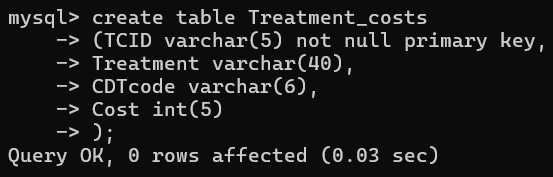 mysql> create table Treatment_costs
    -> (TCID varchar(5) not null primary key,
    -> Treatment varchar(40),
    -> CDTcode varchar(6),
    -> Cost int(5)
    -> );
Query OK, 0 rows affected (0.03 sec)